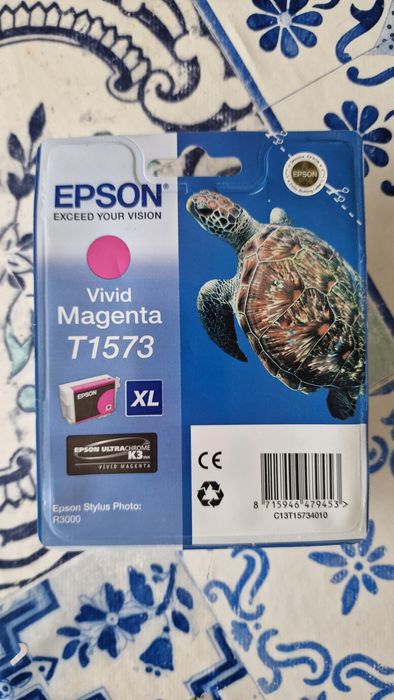 EPSON®
EXCEED YOUR VISION
EPSON
Vivid
Magenta
T1573
EPSON
XL
EPSON ULTRACHROME
K3 INK
VIVID MAGENTA
CE
Epson Stylus Photo:
R3000
8 715946 479453 >
C13T15734010